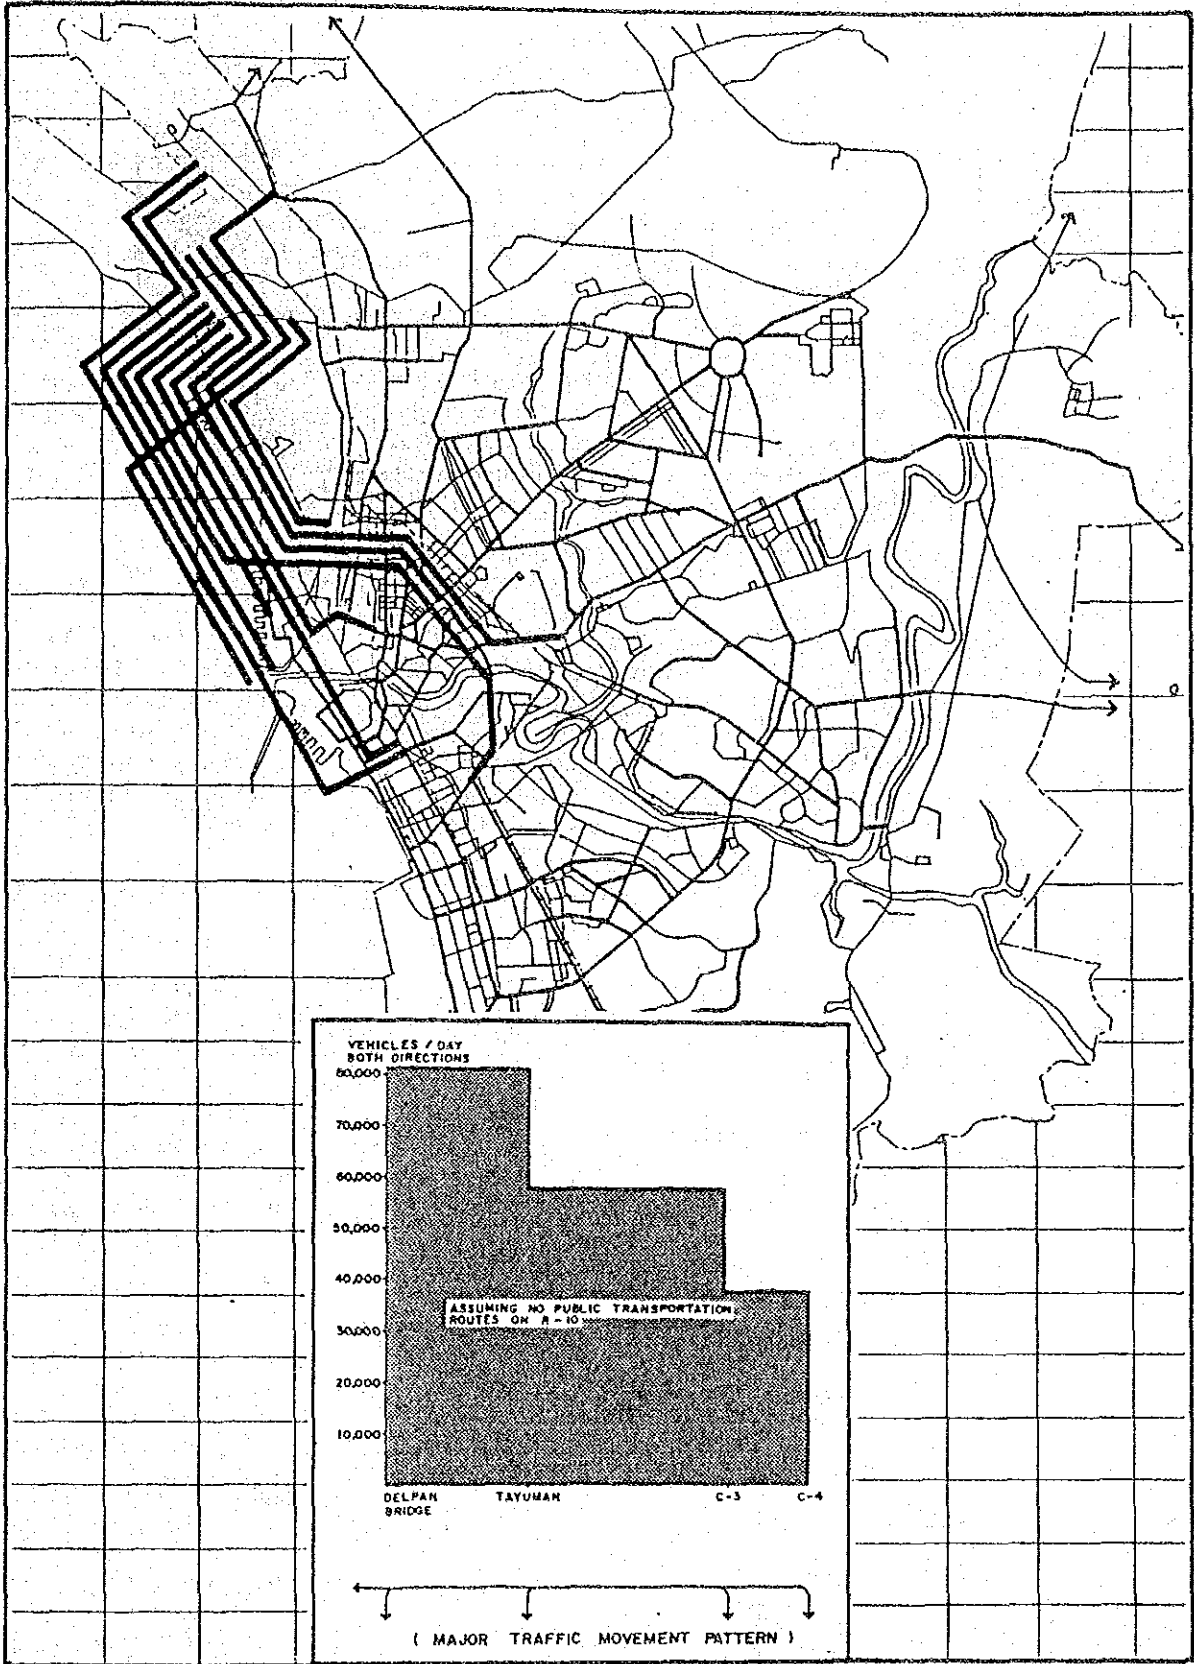 VEHICLES / DAY
BOTH DIRECTIONS
80,000
70,000
60,000
50,000
40,000
30,000
20,000
10,000
ASSUMING NO PUBLIC TRANSPORTATION
ROUTES ON R-10
DELPAN
BRIDGE
TAYUMAN
C-3
C-4
( MAJOR TRAFFIC MOVEMENT PATTERN )